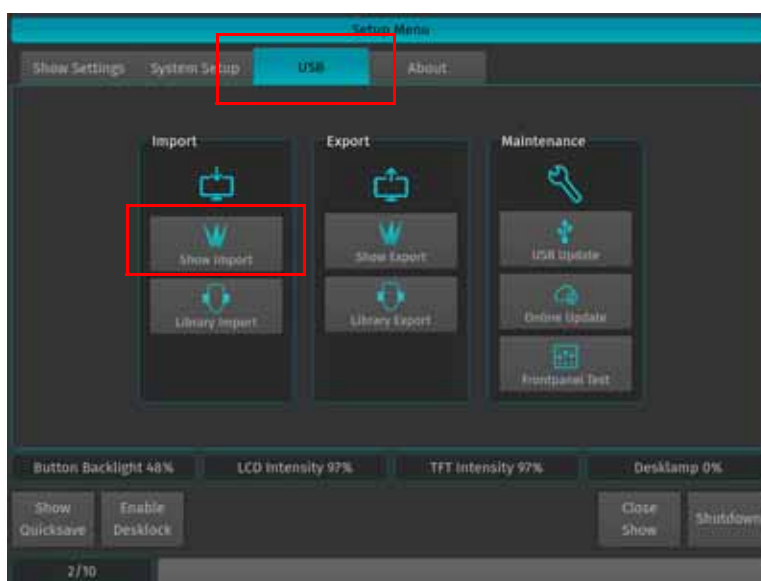 Setup Menu
Show Settings System Setup USB About
Import Export Maintenance
Show Import Show Export USB Update
Library Import Library Export Online Update
Frontpanel Test
Button Backlight 48% LCD Intensity 97% TFT Intensity 97% Desklamp 0%
Show Enable Close Shutdown
Quicksave Desklock Show
2/10